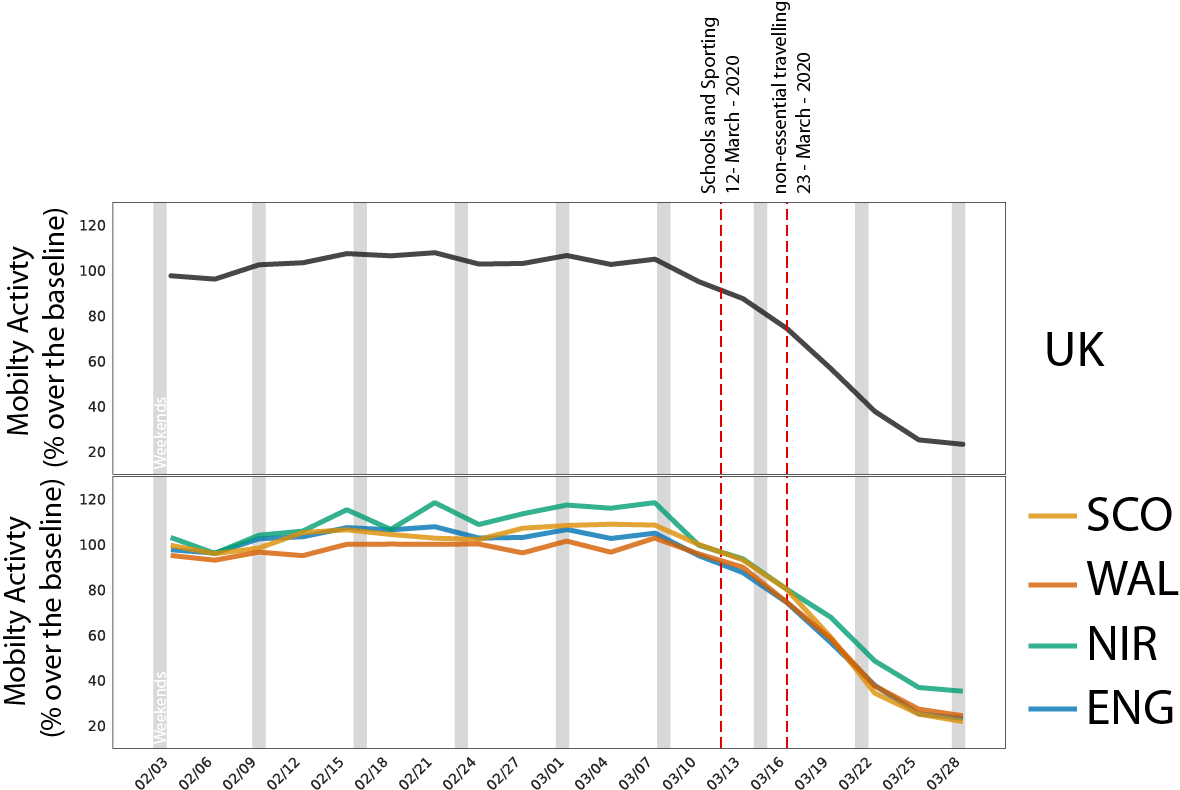 Schools and Sporting
12- March - 2020
non-essential travelling
23 - March - 2020
Mobilty Activty
(% over the baseline)
120
100
80
60
40
20
Weekends
UK
Mobilty Activty
(% over the baseline)
120
100
80
60
40
20
Weekends
SCO
WAL
NIR
ENG
02/03
02/06
02/09
02/12
02/15
02/18
02/21
02/24
02/27
03/01
03/04
03/07
03/10
03/13
03/16
03/19
03/22
03/25
03/28